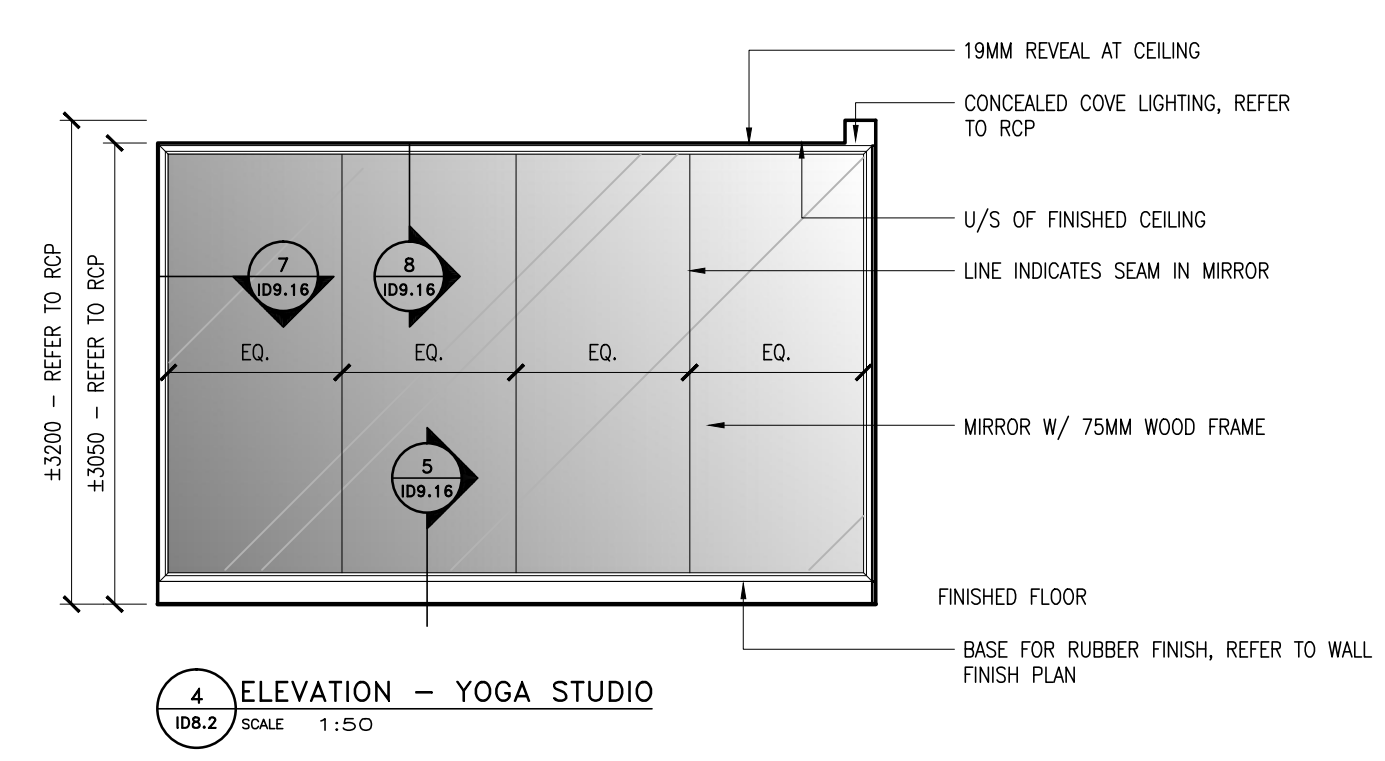 19MM REVEAL AT CEILING
CONCEALED COVE LIGHTING, REFER
TO RCP
U/S OF FINISHED CEILING
LINE INDICATES SEAM IN MIRROR
MIRROR W/ 75MM WOOD FRAME
FINISHED FLOOR
BASE FOR RUBBER FINISH, REFER TO WALL
FINISH PLAN
±3200 - REFER TO RCP
±3050 - REFER TO RCP
7
ID9.16
8
ID9.16
EQ.
EQ.
EQ.
EQ.
5
ID9.16
4
ID8.2
ELEVATION - YOGA STUDIO
SCALE 1:50